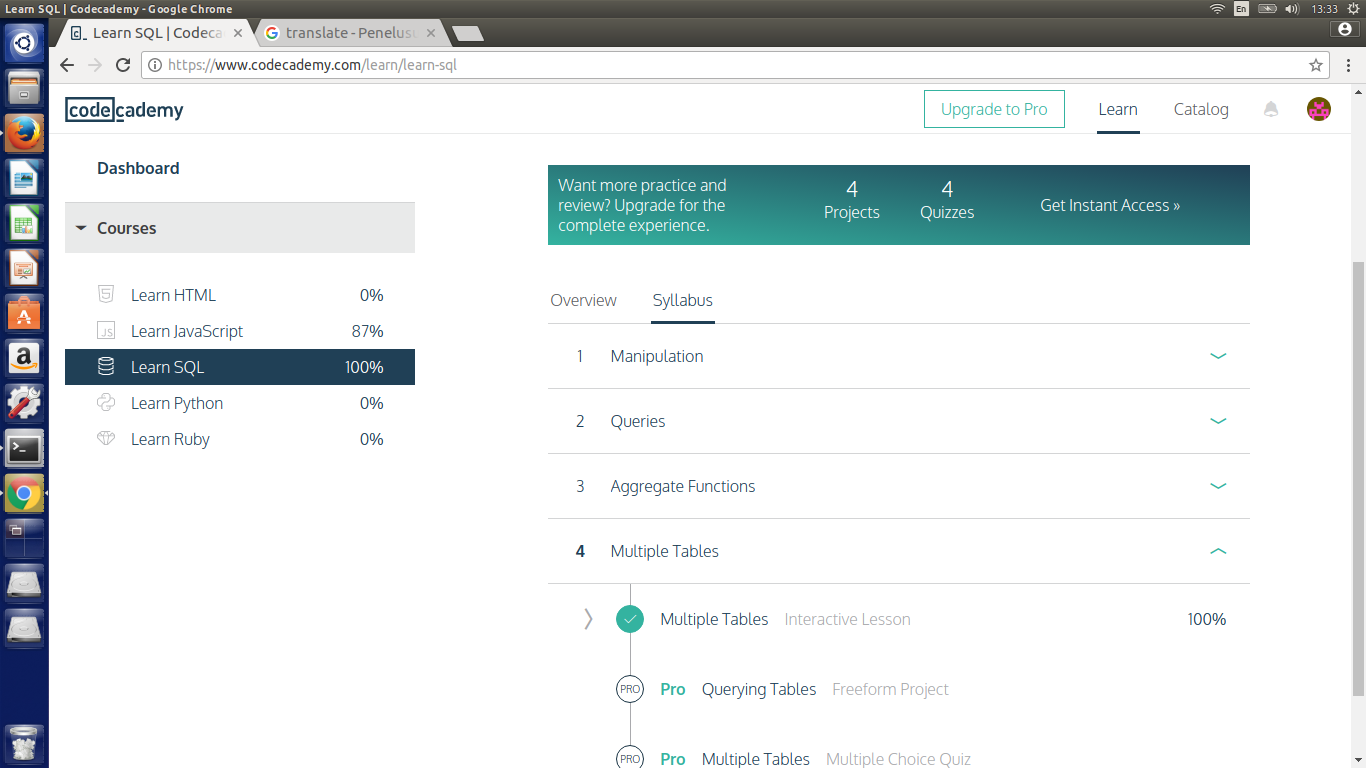 Learn SQL | Codecademy - Google Chrome
En
13:33
Learn SQL | Codeca
translate - Penelus
https://www.codecademy.com/learn/learn-sql
codecademy
Upgrade to Pro
Learn
Catalog
Dashboard
Courses
Learn HTML 0%
JS Learn JavaScript 87%
Learn SQL 100%
Learn Python 0%
Learn Ruby 0%
Want more practice and
review? Upgrade for the
complete experience.
4
Projects
4
Quizzes
Get Instant Access »
Overview
Syllabus
1 Manipulation
2 Queries
3 Aggregate Functions
4 Multiple Tables
Multiple Tables Interactive Lesson 100%
PRO Pro Querying Tables Freeform Project
PRO Pro Multiple Tables Multiple Choice Quiz